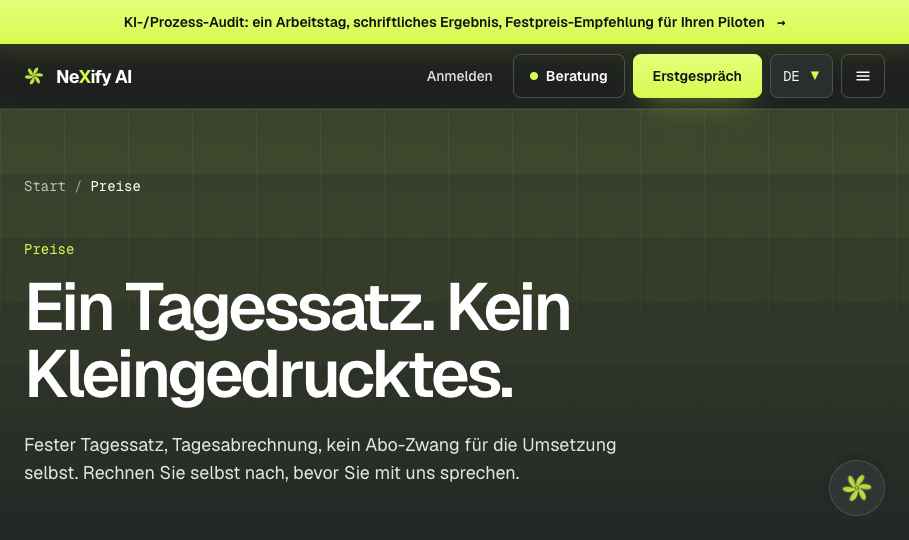 KI-/Prozess-Audit: ein Arbeitstag, schriftliches Ergebnis, Festpreis-Empfehlung für Ihren Piloten →
NeXify AI
Anmelden
Beratung
Erstgespräch
DE ▼
Start / Preise
Preise
Ein Tagessatz. Kein
Kleingedrucktes.
Fester Tagessatz, Tagesabrechnung, kein Abo-Zwang für die Umsetzung
selbst. Rechnen Sie selbst nach, bevor Sie mit uns sprechen.